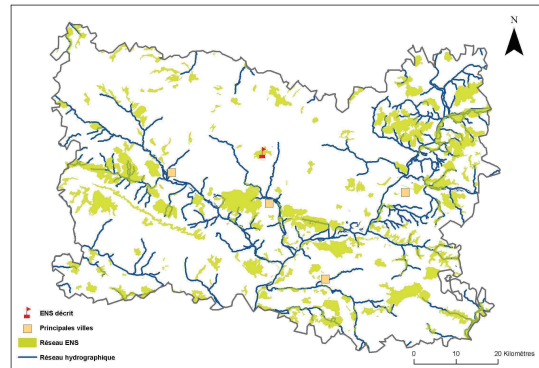 N
ENS décrit
Principales villes
Réseau ENS
Réseau hydrographique
0 10 20 Kilomètres